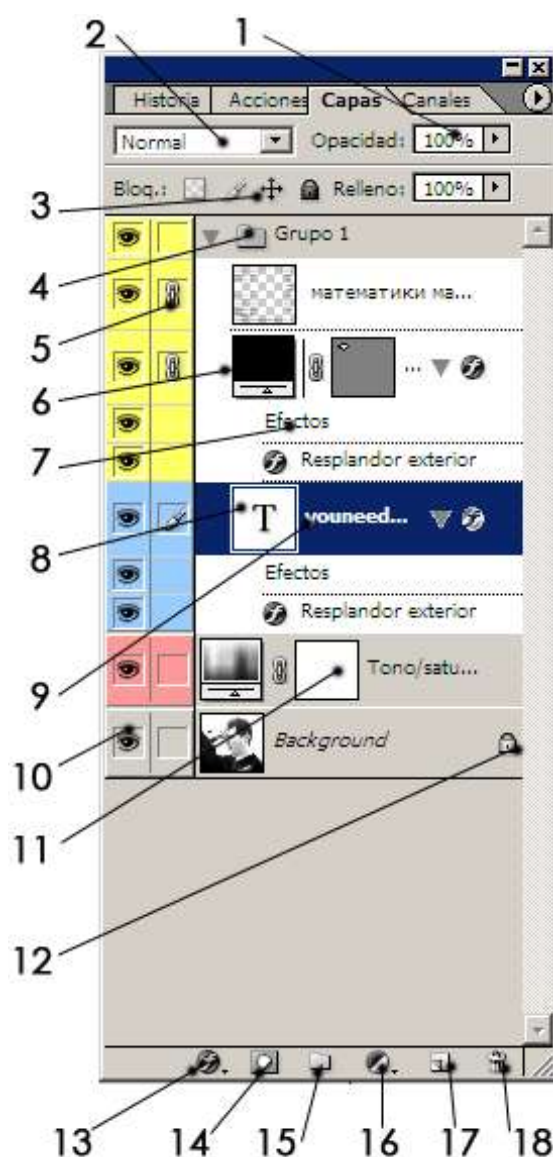 2 1
Historia Acciones Capas Canales
Normal Opacidad: 100%
3 Bloq.: Relleno: 100%
4 Grupo 1
5 математики ма...
6 ...
7 Efectos
Resplandor exterior
8 T youneed...
Efectos
Resplandor exterior
9 Tono/satu...
10 Background
11
12
13 14 15 16 17 18